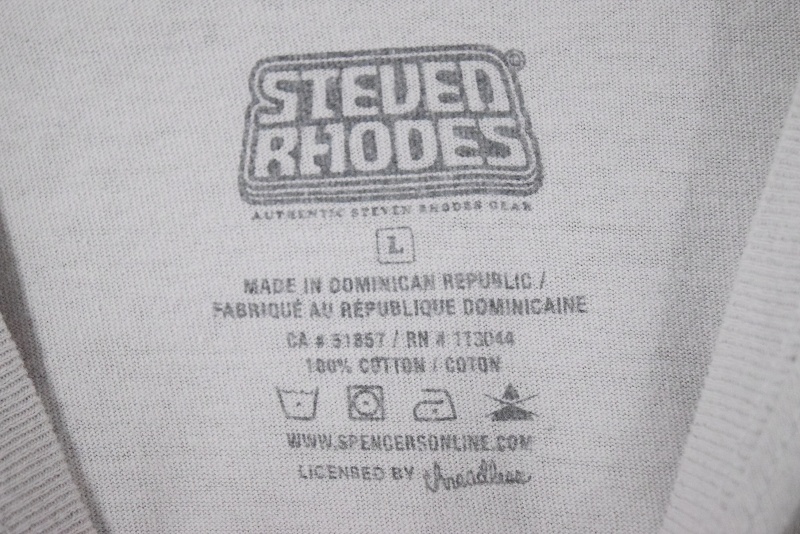 STEVEN
RHODES®
AUTHENTIC STEVEN RHODES GEAR
L
MADE IN DOMINICAN REPUBLIC /
FABRIQUÉ AU RÉPUBLIQUE DOMINICAINE
CA # 51857 / RN # 113044
100% COTTON / COTON
WWW.SPENCERSONLINE.COM
LICENSED BY threadless